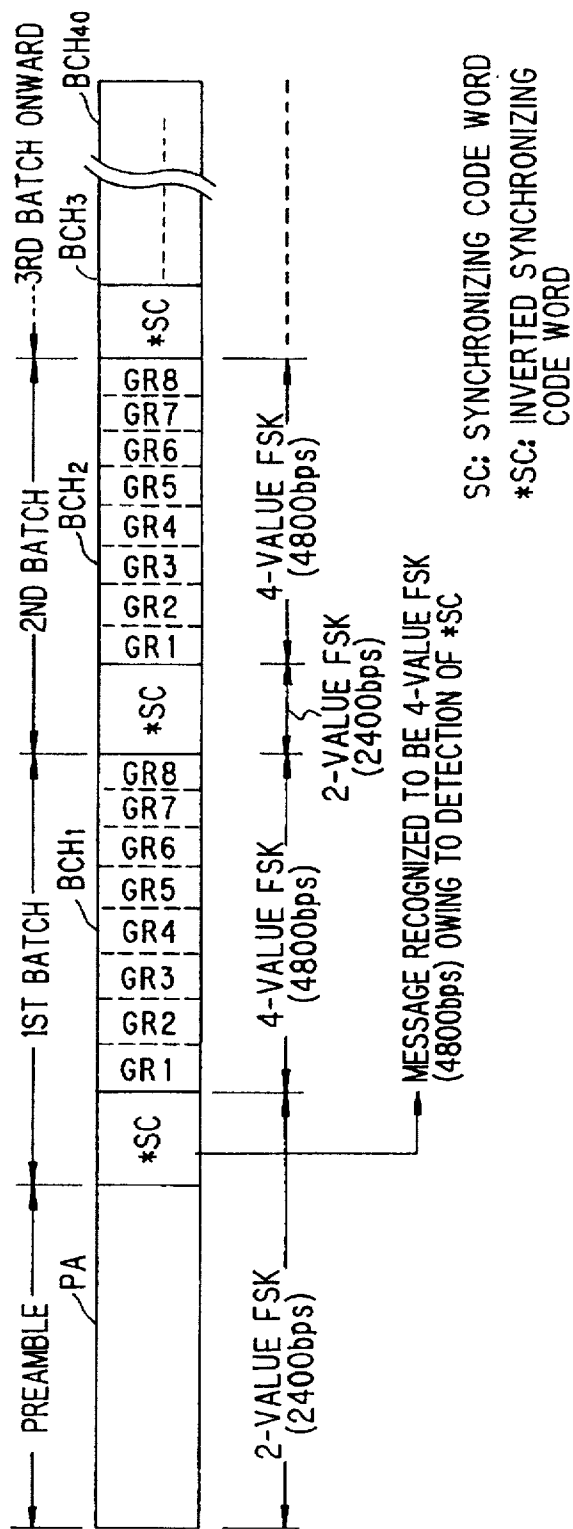 PREAMBLE
1ST BATCH
2ND BATCH
3RD BATCH ONWARD
PA
BCH1
BCH2
BCH3
BCH40
*SC
GR1
GR2
GR3
GR4
GR5
GR6
GR7
GR8
*SC
GR1
GR2
GR3
GR4
GR5
GR6
GR7
GR8
*SC
2-VALUE FSK
(2400bps)
4-VALUE FSK
(4800bps)
2-VALUE FSK
(2400bps)
4-VALUE FSK
(4800bps)
MESSAGE RECOGNIZED TO BE 4-VALUE FSK
(4800bps) OWING TO DETECTION OF *SC
SC: SYNCHRONIZING CODE WORD
*SC: INVERTED SYNCHRONIZING
CODE WORD